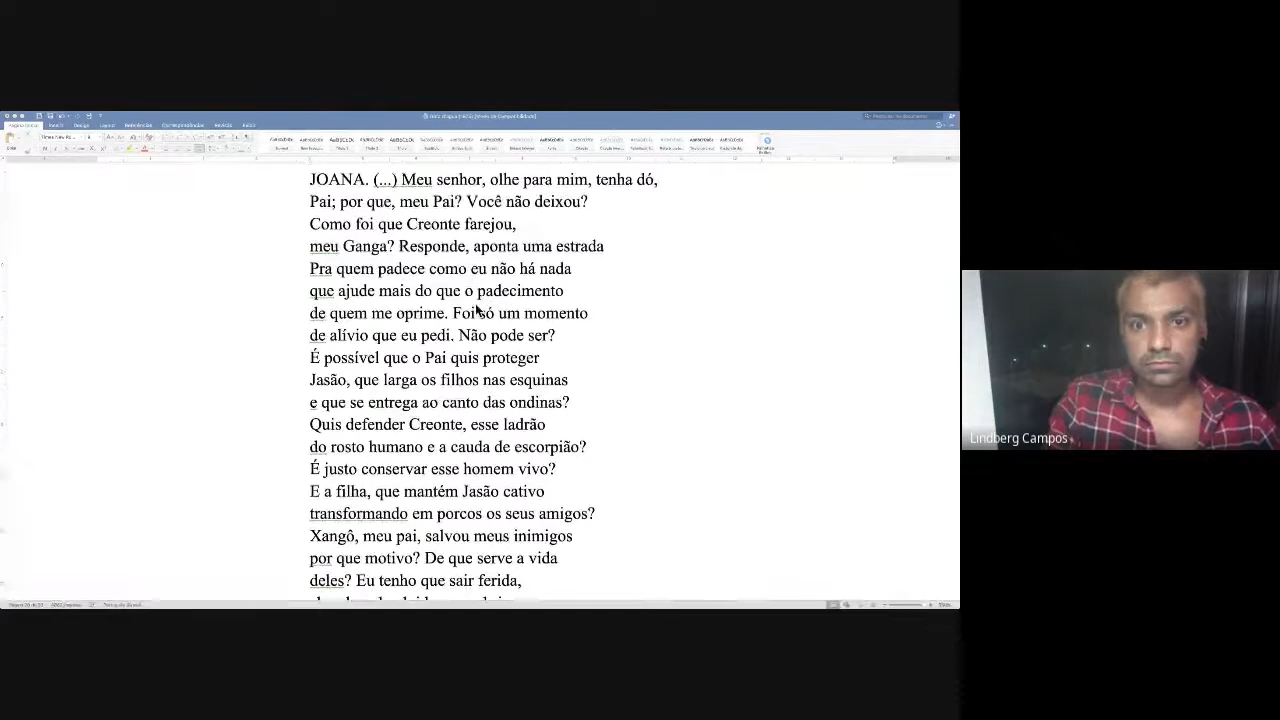 Layout
Referências
Correspondências
Revisão
Exibir
JOANA. (...) Meu senhor, olhe para mim, tenha dó,
Pai; por que, meu Pai? Você não deixou?
Como foi que Creonte farejou,
meu Ganga? Responde, aponta uma estrada
Pra quem padece como eu não há nada
que ajude mais do que o padecimento
de quem me oprime. Foi só um momento
de alívio que eu pedi. Não pode ser?
É possível que o Pai quis proteger
Jasão, que larga os filhos nas esquinas
e que se entrega ao canto das ondinas?
Quis defender Creonte, esse ladrão
do rosto humano e a cauda de escorpião?
É justo conservar esse homem vivo?
E a filha, que mantém Jasão cativo
transformando em porcos os seus amigos?
Xangô, meu pai, salvou meus inimigos
por que motivo? De que serve a vida
deles? Eu tenho que sair ferida,
Lindberg Campos